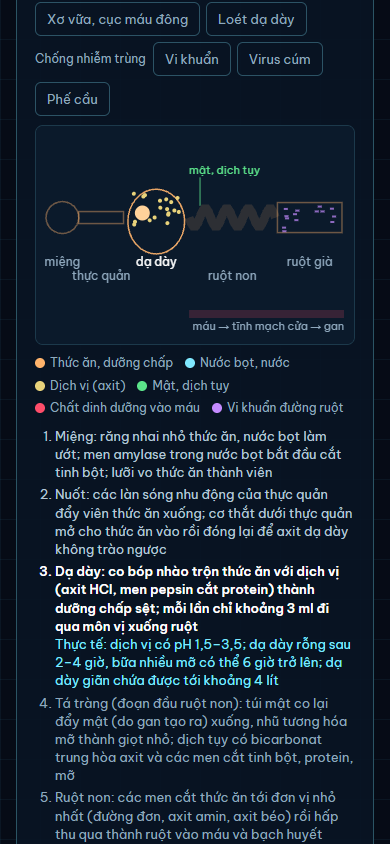 Xơ vữa, cục máu đông
Loét dạ dày
Chống nhiễm trùng
Vi khuẩn
Virus cúm
Phế cầu
mật, dịch tụy
miệng
thực quản
dạ dày
ruột non
ruột già
máu → tĩnh mạch cửa → gan
Thức ăn, dưỡng chấp
Nước bọt, nước
Dịch vị (axit)
Mật, dịch tụy
Chất dinh dưỡng vào máu
Vi khuẩn đường ruột
1. Miệng: răng nhai nhỏ thức ăn, nước bọt làm
ướt; men amylase trong nước bọt bắt đầu cắt
tinh bột; lưỡi vo thức ăn thành viên
2. Nuốt: các làn sóng nhu động của thực quản
đẩy viên thức ăn xuống; cơ thắt dưới thực quản
mở cho thức ăn vào rồi đóng lại để axit dạ dày
không trào ngược
3. Dạ dày: co bóp nhào trộn thức ăn với dịch vị
(axit HCl, men pepsin cắt protein) thành
dưỡng chấp sệt; mỗi lần chỉ khoảng 3 ml đi
qua môn vị xuống ruột
Thực tế: dịch vị có pH 1,5–3,5; dạ dày rỗng sau
2–4 giờ, bữa nhiều mỡ có thể 6 giờ trở lên; dạ
dày giãn chứa được tới khoảng 4 lít
4. Tá tràng (đoạn đầu ruột non): túi mật co lại
đẩy mật (do gan tạo ra) xuống, nhũ tương hóa
mỡ thành giọt nhỏ; dịch tụy có bicarbonat
trung hòa axit và các men cắt tinh bột, protein,
mỡ
5. Ruột non: các men cắt thức ăn tới đơn vị nhỏ
nhất (đường đơn, axit amin, axit béo) rồi hấp
thu qua thành ruột vào máu và bạch huyết